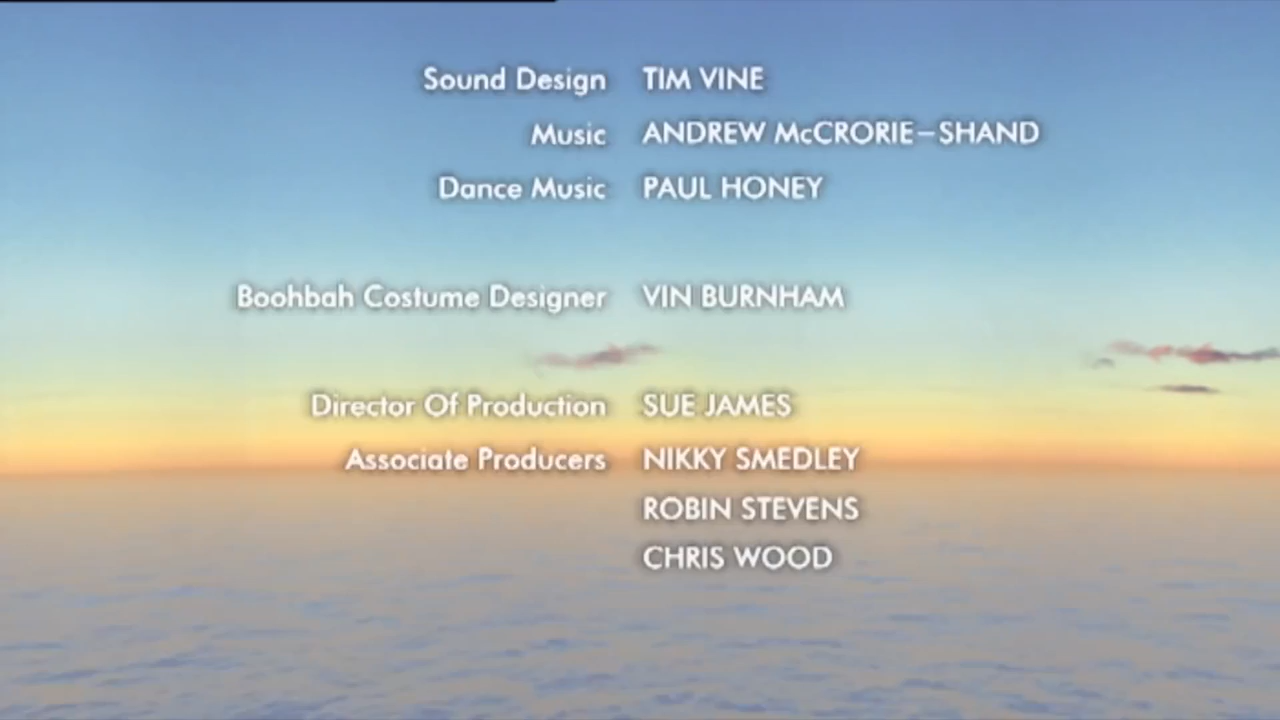 Sound Design TIM VINE
Music ANDREW McCRORIE–SHAND
Dance Music PAUL HONEY
Boohbah Costume Designer VIN BURNHAM
Director Of Production SUE JAMES
Associate Producers NIKKY SMEDLEY
ROBIN STEVENS
CHRIS WOOD